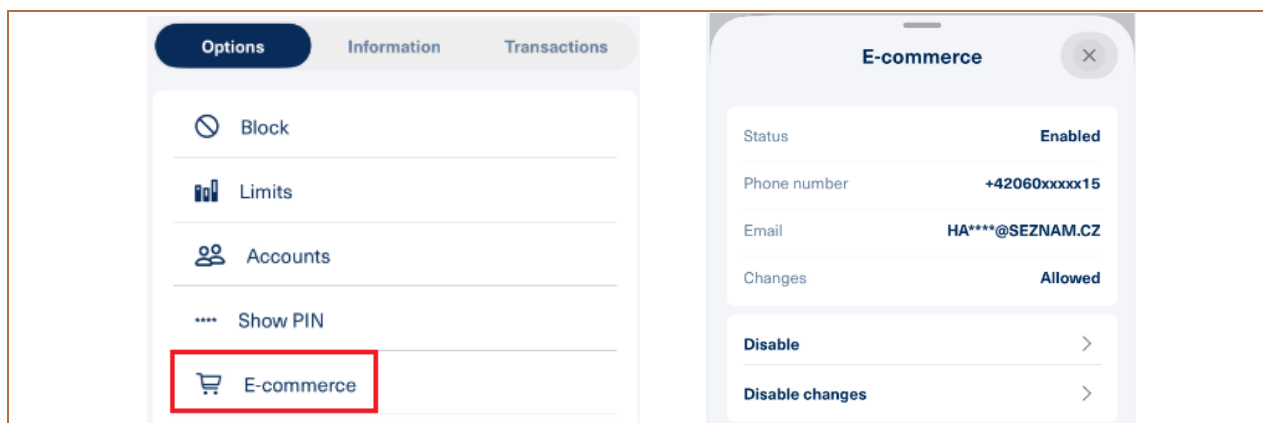 Options Information Transactions
Block
Limits
Accounts
**** Show PIN
E-commerce
E-commerce
Status Enabled
Phone number +42060xxxxx15
Email HA****@SEZNAM.CZ
Changes Allowed
Disable
Disable changes